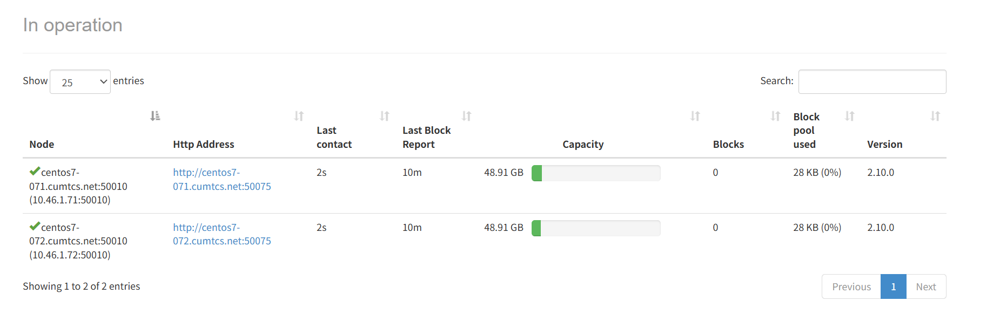 In operation
Show 25 entries
Search:
Node Http Address Last contact Last Block Report Capacity Blocks Block pool used Version
centos7-
071.cumtcs.net:50010
(10.46.1.71:50010)
http://centos7-
071.cumtcs.net:50075
2s
10m
48.91 GB
0
28 KB (0%)
2.10.0
centos7-
072.cumtcs.net:50010
(10.46.1.72:50010)
http://centos7-
072.cumtcs.net:50075
2s
10m
48.91 GB
0
28 KB (0%)
2.10.0
Showing 1 to 2 of 2 entries
Previous 1 Next